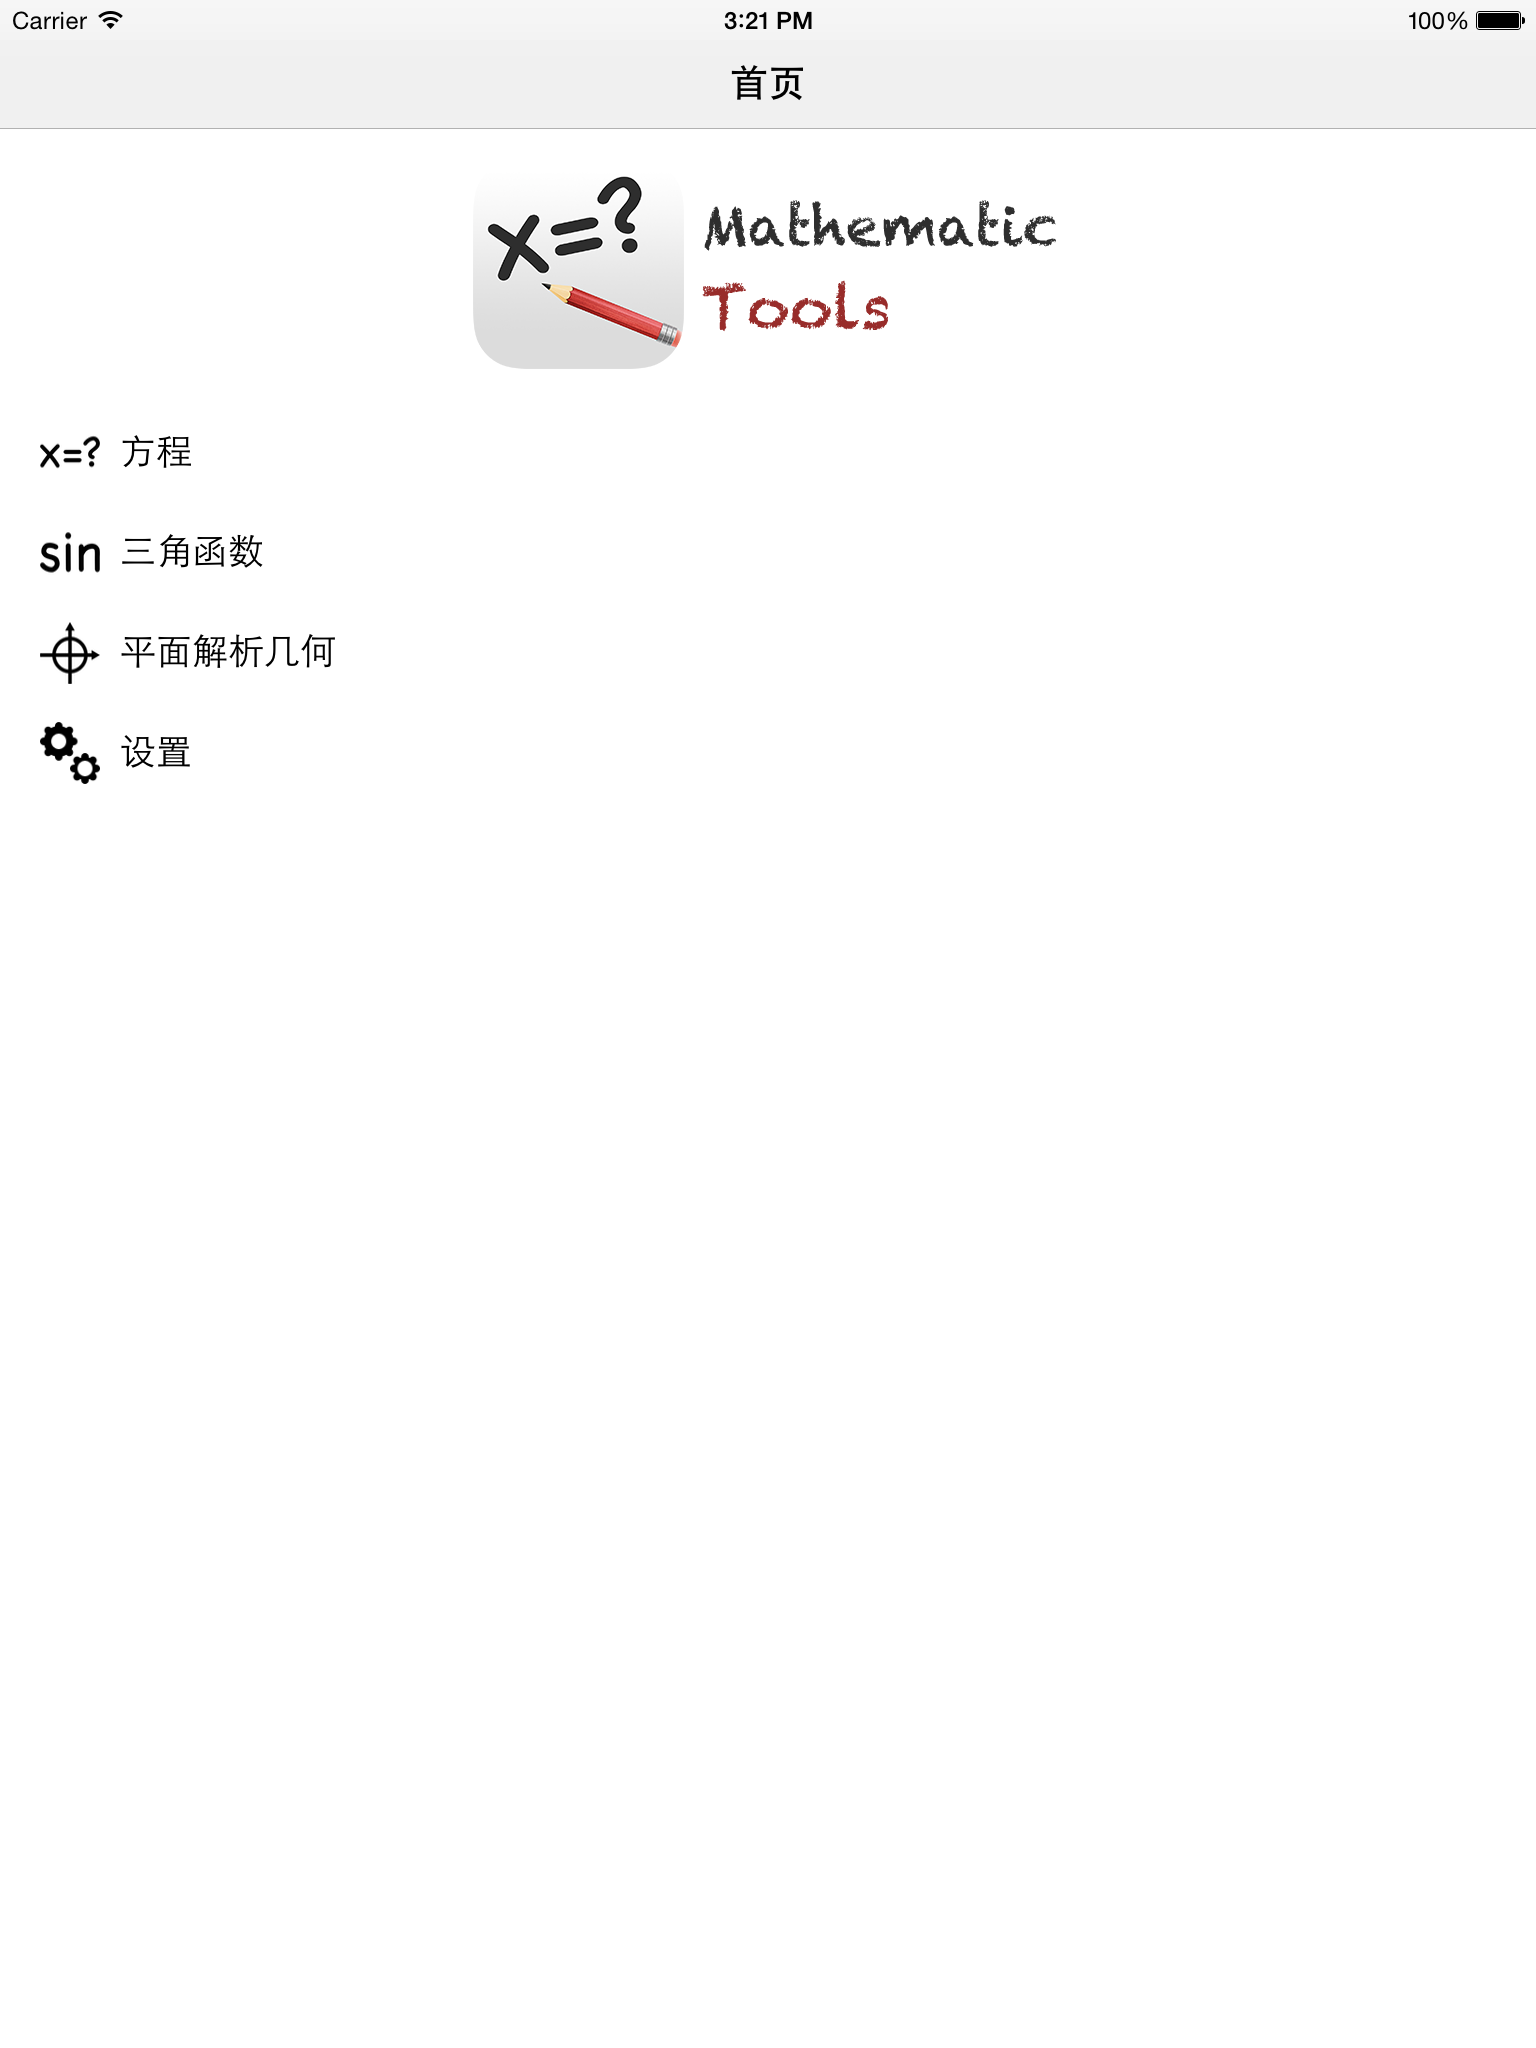 Carrier 3:21 PM 100%
首页
x=? Mathematic
Tools
x=? 方程
sin 三角函数
平面解析几何
设置